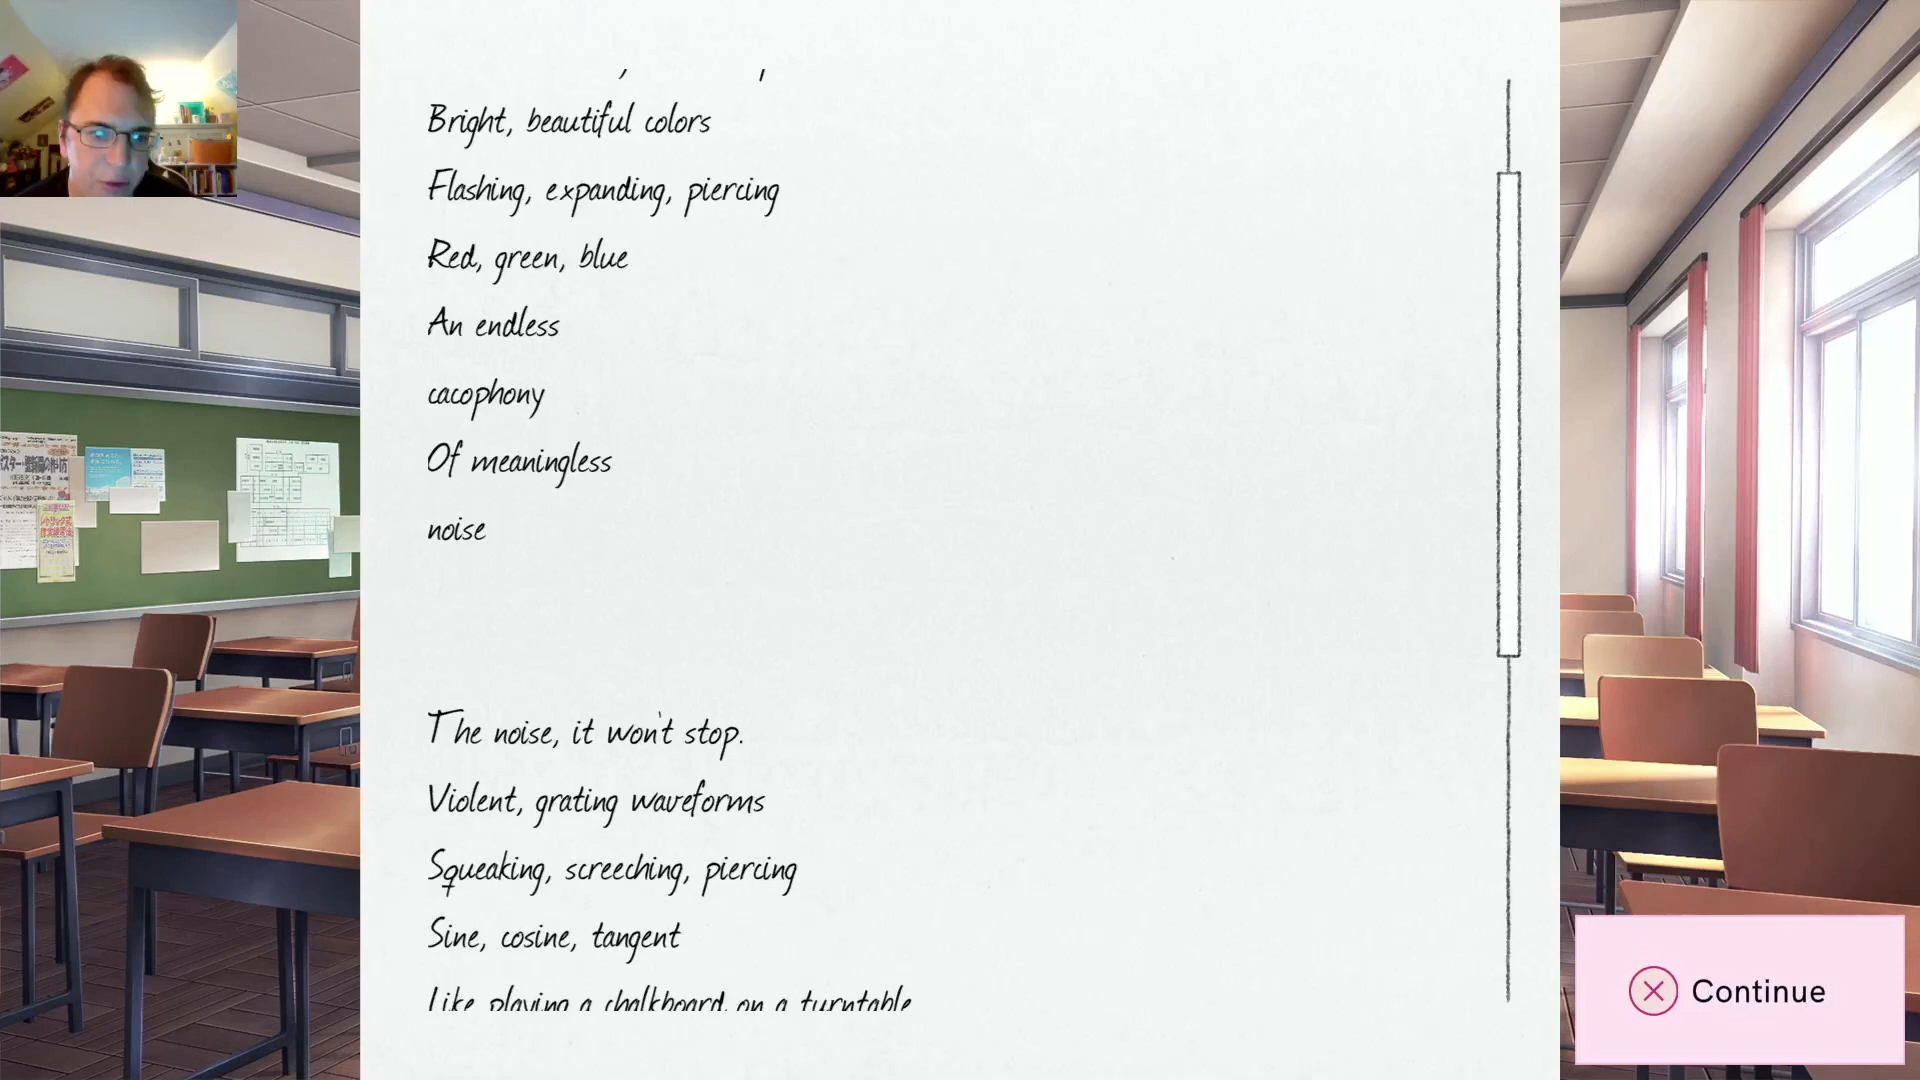 Bright, beautiful colors
Flashing, expanding, piercing
Red, green, blue
An endless
cacophony
Of meaningless
noise
The noise, it won't stop.
Violent, grating waveforms
Squeaking, screeching, piercing
Sine, cosine, tangent
Like playing a chalkboard on a turntable
Continue